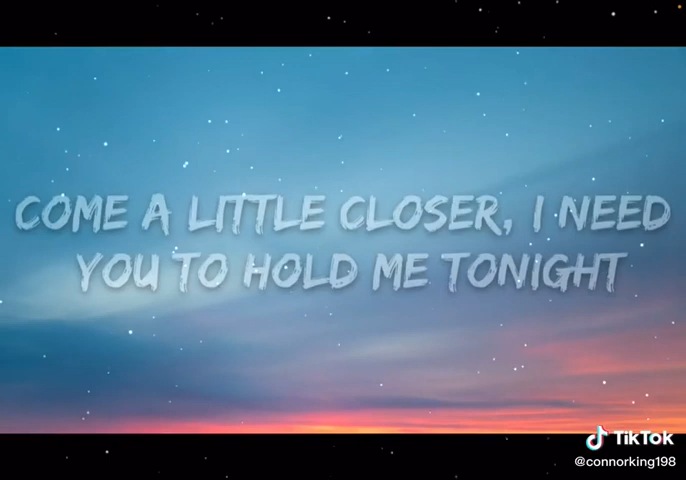 COME A LITTLE CLOSER, I NEED
YOU TO HOLD ME TONIGHT
TikTok
@connorking198